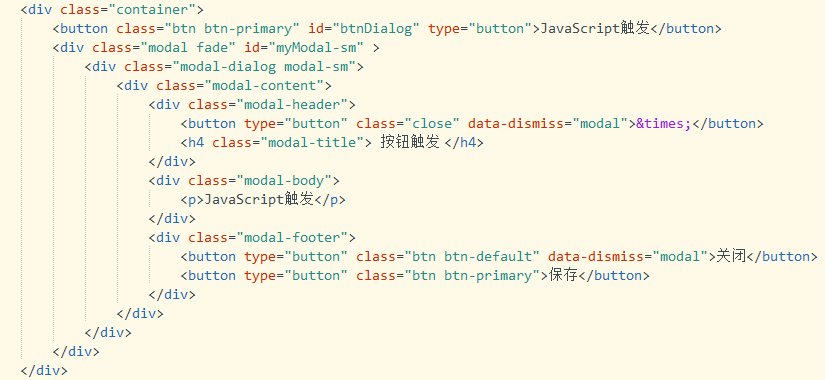 <div class="container">
<button class="btn btn-primary" id="btnDialog" type="button">JavaScript触发</button>
<div class="modal fade" id="myModal-sm" >
<div class="modal-dialog modal-sm">
<div class="modal-content">
<div class="modal-header">
<button type="button" class="close" data-dismiss="modal">&times;</button>
<h4 class="modal-title"> 按钮触发 </h4>
</div>
<div class="modal-body">
<p>JavaScript触发</p>
</div>
<div class="modal-footer">
<button type="button" class="btn btn-default" data-dismiss="modal">关闭</button>
<button type="button" class="btn btn-primary">保存</button>
</div>
</div>
</div>
</div>
</div>